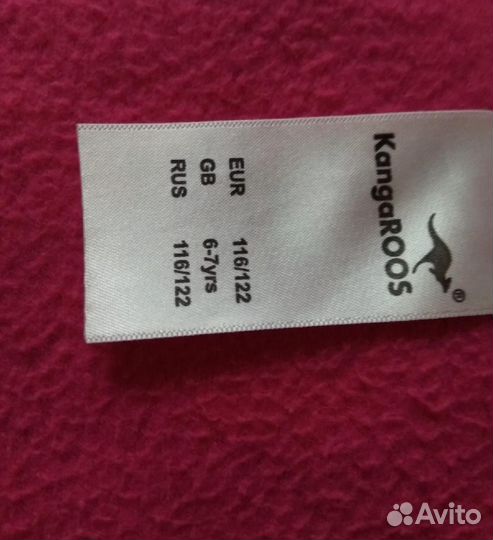 KangaROOS®
EUR 116/122
GB 6-7yrs
RUS 116/122
Avito